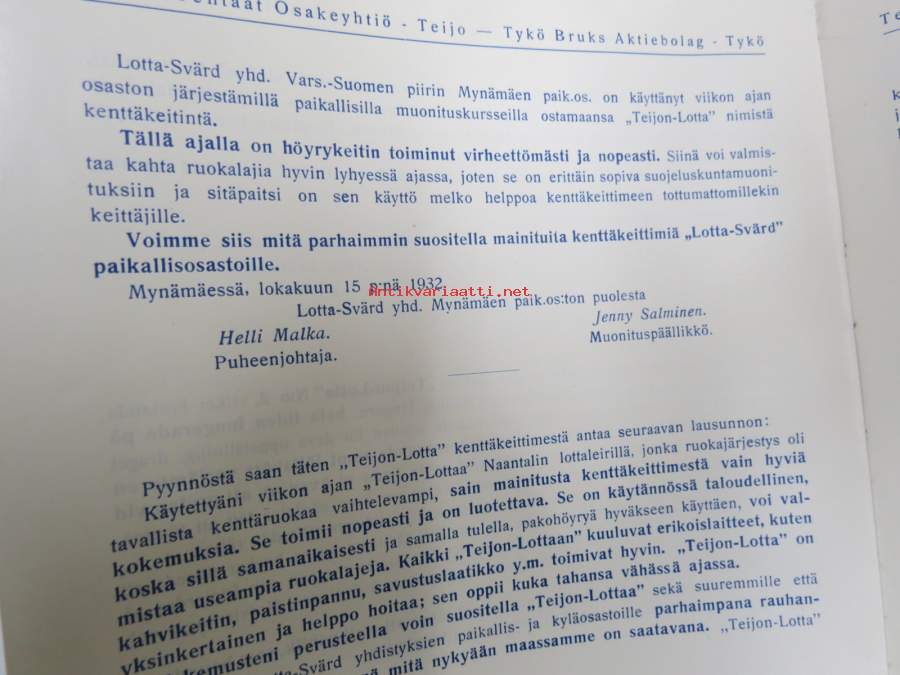 Osakeyhtiö - Teijo — Tykö Bruks Aktiebolag - Tykö
Lotta-Svärd yhd. Vars.-Suomen piirin Mynämäen paik.os. on käyttänyt viikon ajan
osaston järjestämillä paikallisilla muonituskursseilla ostamaansa „Teijon-Lotta” nimistä
kenttäkeitintä.
Tällä ajalla on höyrykeitin toiminut virheettömästi ja nopeasti. Siinä voi valmis-
taa kahta ruokalajia hyvin lyhyessä ajassa, joten se on erittäin sopiva suojeluskuntamuoni-
tuksiin ja sitäpaitsi on sen käyttö melko helppoa kenttäkeittimeen tottumattomillekin
keittäjille.
Voimme siis mitä parhaimmin suositella mainituita kenttäkeittimiä „Lotta-Svärd”
paikallisosastoille.
Mynämäessä, lokakuun 15 p:nä 1932.
Antikvariaatti.net
Lotta-Svärd yhd. Mynämäen paik.os:ton puolesta
Helli Malka. Jenny Salminen.
Puheenjohtaja. Muonituspäällikkö.
Pyynnöstä saan täten „Teijon-Lotta” kenttäkeittimestä antaa seuraavan lausunnon:
Käytettyäni viikon ajan „Teijon-Lottaa” Naantalin lottaleirillä, jonka ruokajärjestys oli
tavallista kenttäruokaa vaihtelevampi, sain mainitusta kenttäkeittimestä vain hyviä
kokemuksia. Se toimii nopeasti ja on luotettava. Se on käytännössä taloudellinen,
koska sillä samanaikaisesti ja samalla tulella, pakohöyryä hyväkseen käyttäen, voi val-
mistaa useampia ruokalajeja. Kaikki „Teijon-Lottaan” kuuluvat erikoislaitteet, kuten
kahvikeitin, paistinpannu, savustuslaatikko y.m. toimivat hyvin. „Teijon-Lotta” on
yksinkertainen ja helppo hoitaa; sen oppii kuka tahansa vähässä ajassa.
perusteella voin suositella „Teijon-Lottaa” sekä suuremmille että
yhdistyksien paikallis- ja kyläosastoille parhaimpana rauhan-
mitä nykyään maassamme on saatavana. „Teijon-Lotta”